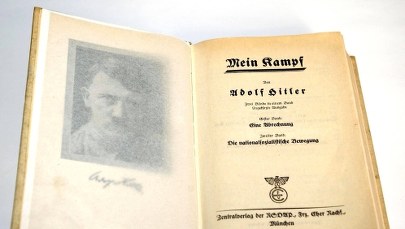 Mein Kampf
Von
Adolf Hitler
Zwei Bände in einem Band
Ungekürzte Ausgabe
Erster Band:
Eine Abrechnung
Zweiter Band:
Die nationalsozialistische Bewegung
Zentralverlag der NSDAP., Frz. Eher Nachf.,
München